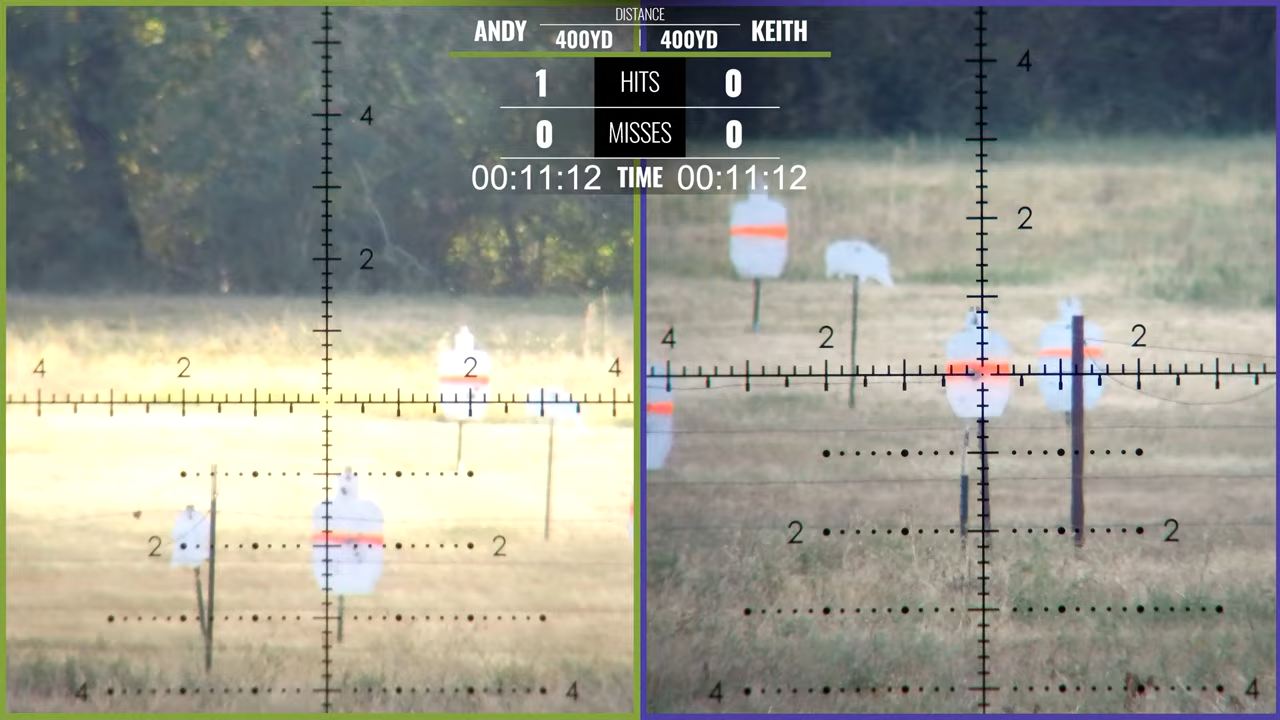 DISTANCE
ANDY 400YD 400YD KEITH
1 HITS 0
0 MISSES 0
00:11:12 TIME 00:11:12
4
2
4 2 2 4
2 2
4 4
4
2
4 2 2
2 2
4 4